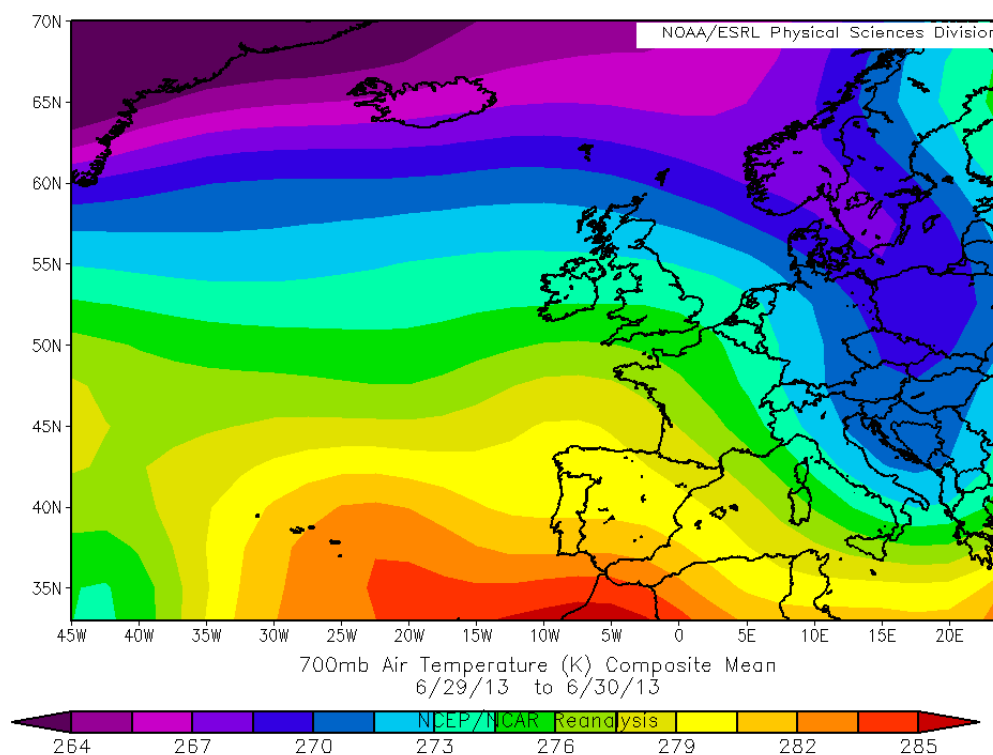 NOAA/ESRL Physical Sciences Division
70N
65N
60N
55N
50N
45N
40N
35N
45W 40W 35W 30W 25W 20W 15W 10W 5W 0 5E 10E 15E 20E
700mb Air Temperature (K) Composite Mean
6/29/13 to 6/30/13
NCEP/NCAR Reanalysis
264 267 270 273 276 279 282 285